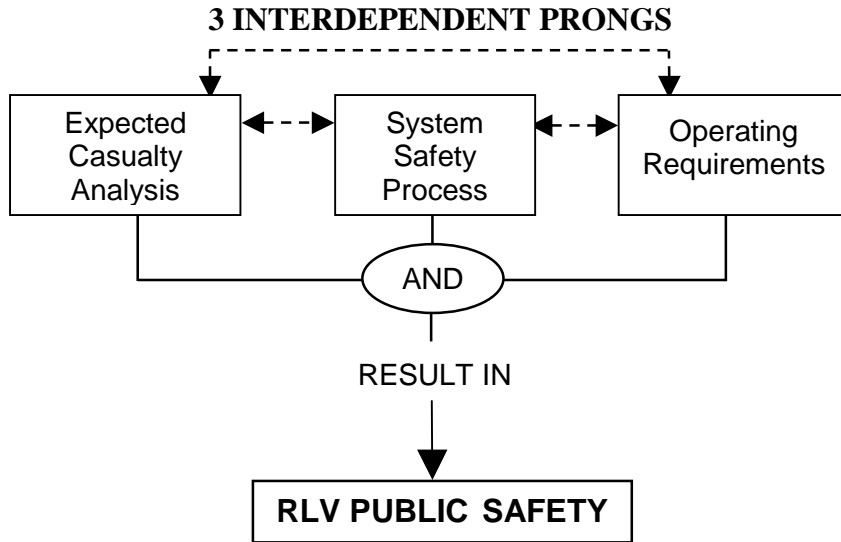 3 INTERDEPENDENT PRONGS
Expected
Casualty
Analysis
System
Safety
Process
Operating
Requirements
AND
RESULT IN
RLV PUBLIC SAFETY